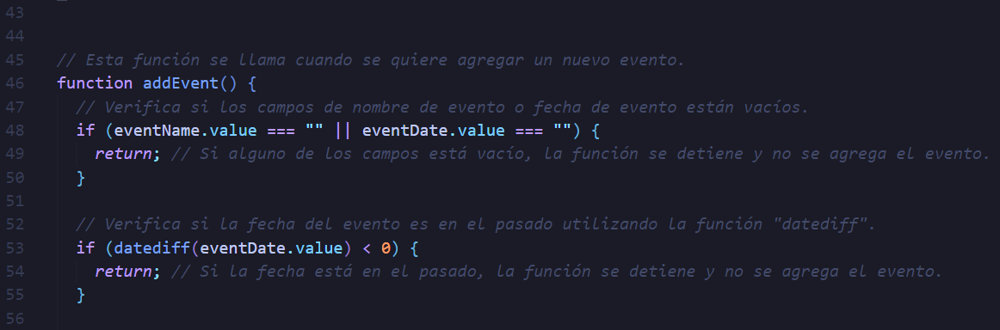 43
44
45 // Esta función se llama cuando se quiere agregar un nuevo evento.
46 function addEvent() {
47 // Verifica si los campos de nombre de evento o fecha de evento están vacíos.
48 if (eventName.value === "" || eventDate.value === "") {
49 return; // Si alguno de los campos está vacío, la función se detiene y no se agrega el evento.
50 }
51
52 // Verifica si la fecha del evento es en el pasado utilizando la función "datediff".
53 if (datediff(eventDate.value) < 0) {
54 return; // Si la fecha está en el pasado, la función se detiene y no se agrega el evento.
55 }
56